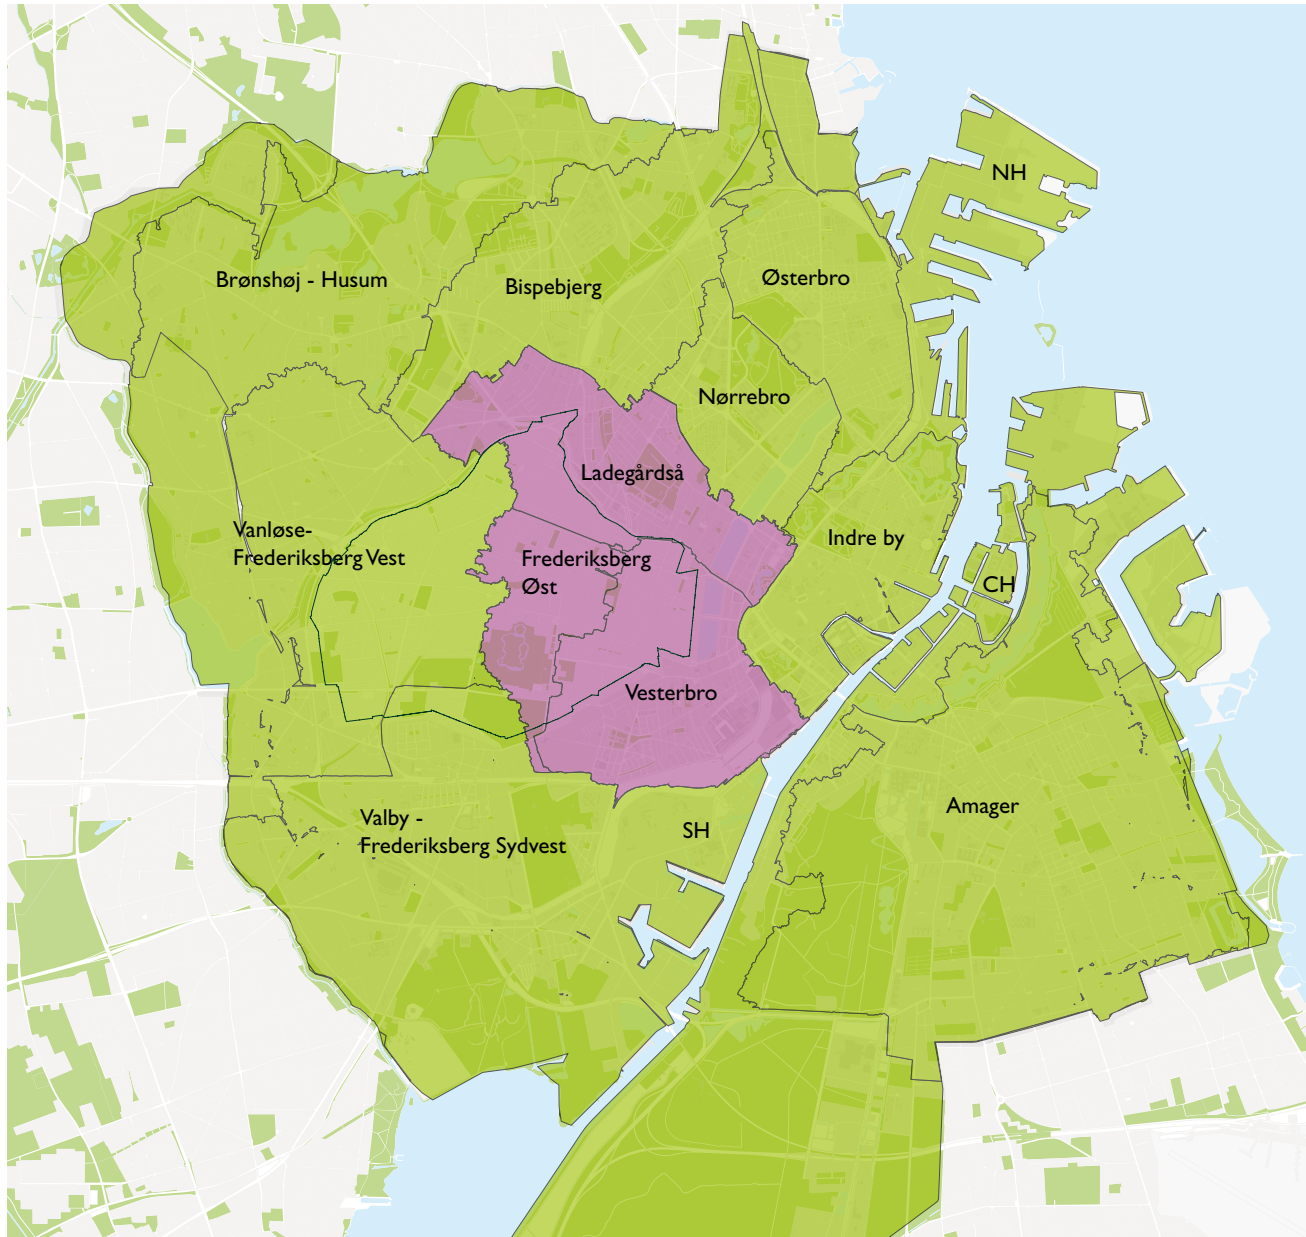 NH
Brønshøj - Husum
Bispebjerg
Østerbro
Nørrebro
Ladegårdså
Vanløse-
Frederiksberg Vest
Frederiksberg
Øst
Indre by
CH
Vesterbro
Amager
Valby -
Frederiksberg Sydvest
SH